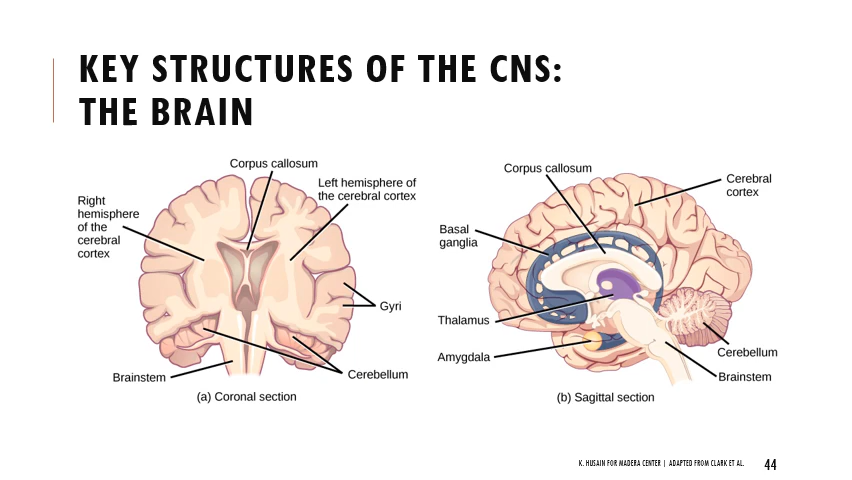 KEY STRUCTURES OF THE CNS:
THE BRAIN
Corpus callosum
Left hemisphere of
the cerebral cortex
Right
hemisphere
of the
cerebral
cortex
Gyri
Cerebellum
Brainstem
(a) Coronal section
Corpus callosum
Cerebral
cortex
Basal
ganglia
Thalamus
Amygdala
Cerebellum
Brainstem
(b) Sagittal section
K. HUSAIN FOR MADERA CENTER | ADAPTED FROM CLARK ET AL.
44